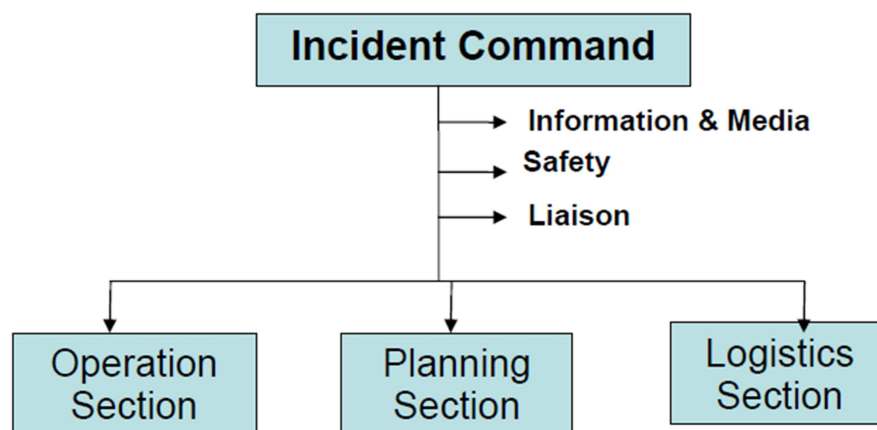 Incident Command
Information & Media
Safety
Liaison
Operation
Section
Planning
Section
Logistics
Section